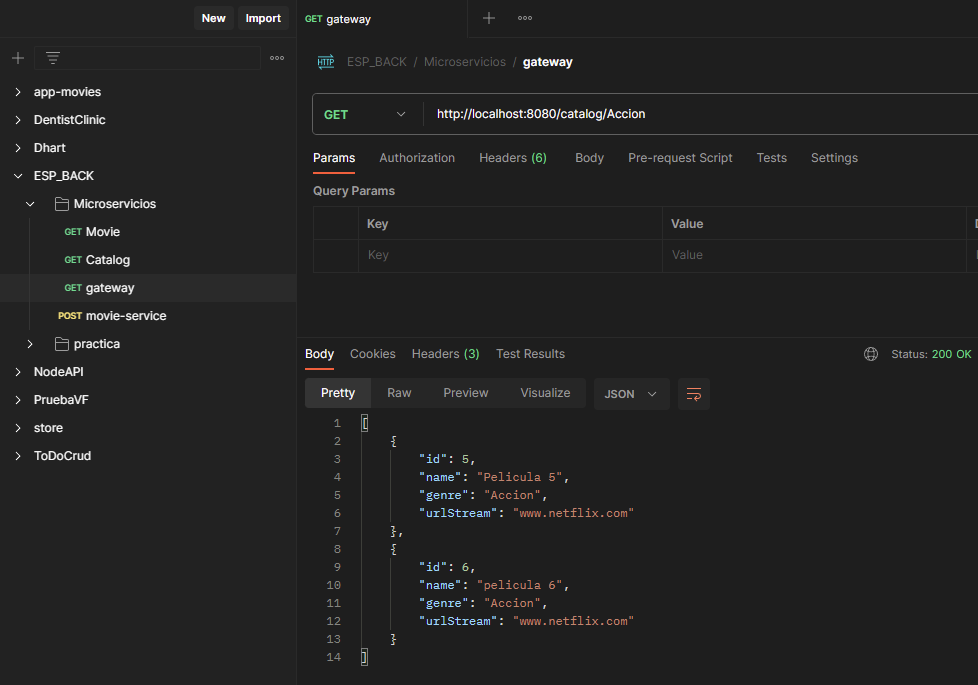 New Import
GET gateway
ESP_BACK / Microservicios / gateway
app-movies
DentistClinic
Dhart
ESP_BACK
Microservicios
GET Movie
GET Catalog
GET gateway
POST movie-service
practica
NodeAPI
PruebaVF
store
ToDoCrud
GET http://localhost:8080/catalog/Accion
Params Authorization Headers (6) Body Pre-request Script Tests Settings
Query Params
Key Value
Key Value
Body Cookies Headers (3) Test Results Status: 200 OK
Pretty Raw Preview Visualize JSON
1 [
2 {
3 "id": 5,
4 "name": "Pelicula 5",
5 "genre": "Accion",
6 "urlStream": "www.netflix.com"
7 },
8 {
9 "id": 6,
10 "name": "pelicula 6",
11 "genre": "Accion",
12 "urlStream": "www.netflix.com"
13 }
14 ]